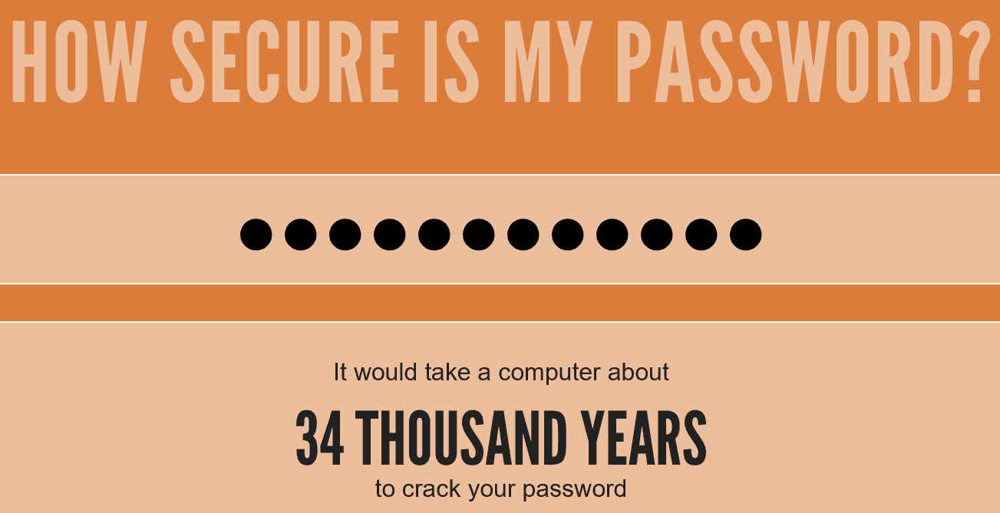 HOW SECURE IS MY PASSWORD?
It would take a computer about
34 THOUSAND YEARS
to crack your password